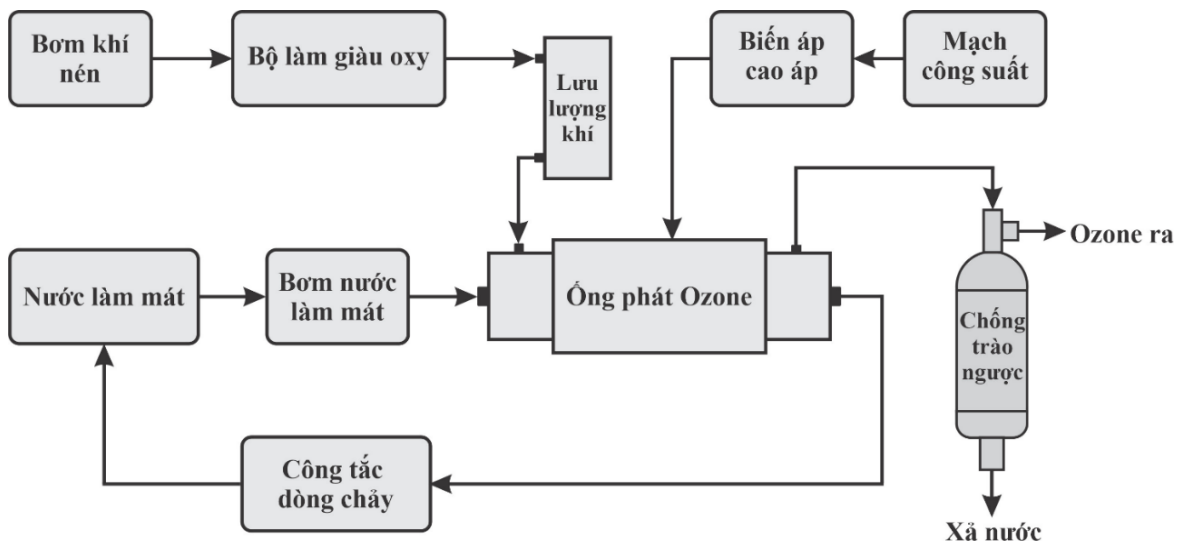 Bơm khí
nén
Bộ làm giàu oxy
Lưu
lượng
khí
Biến áp
cao áp
Mạch
công suất
Nước làm mát
Bơm nước
làm mát
Ống phát Ozone
Ozone ra
Chống
trào
ngược
Công tắc
dòng chảy
Xả nước